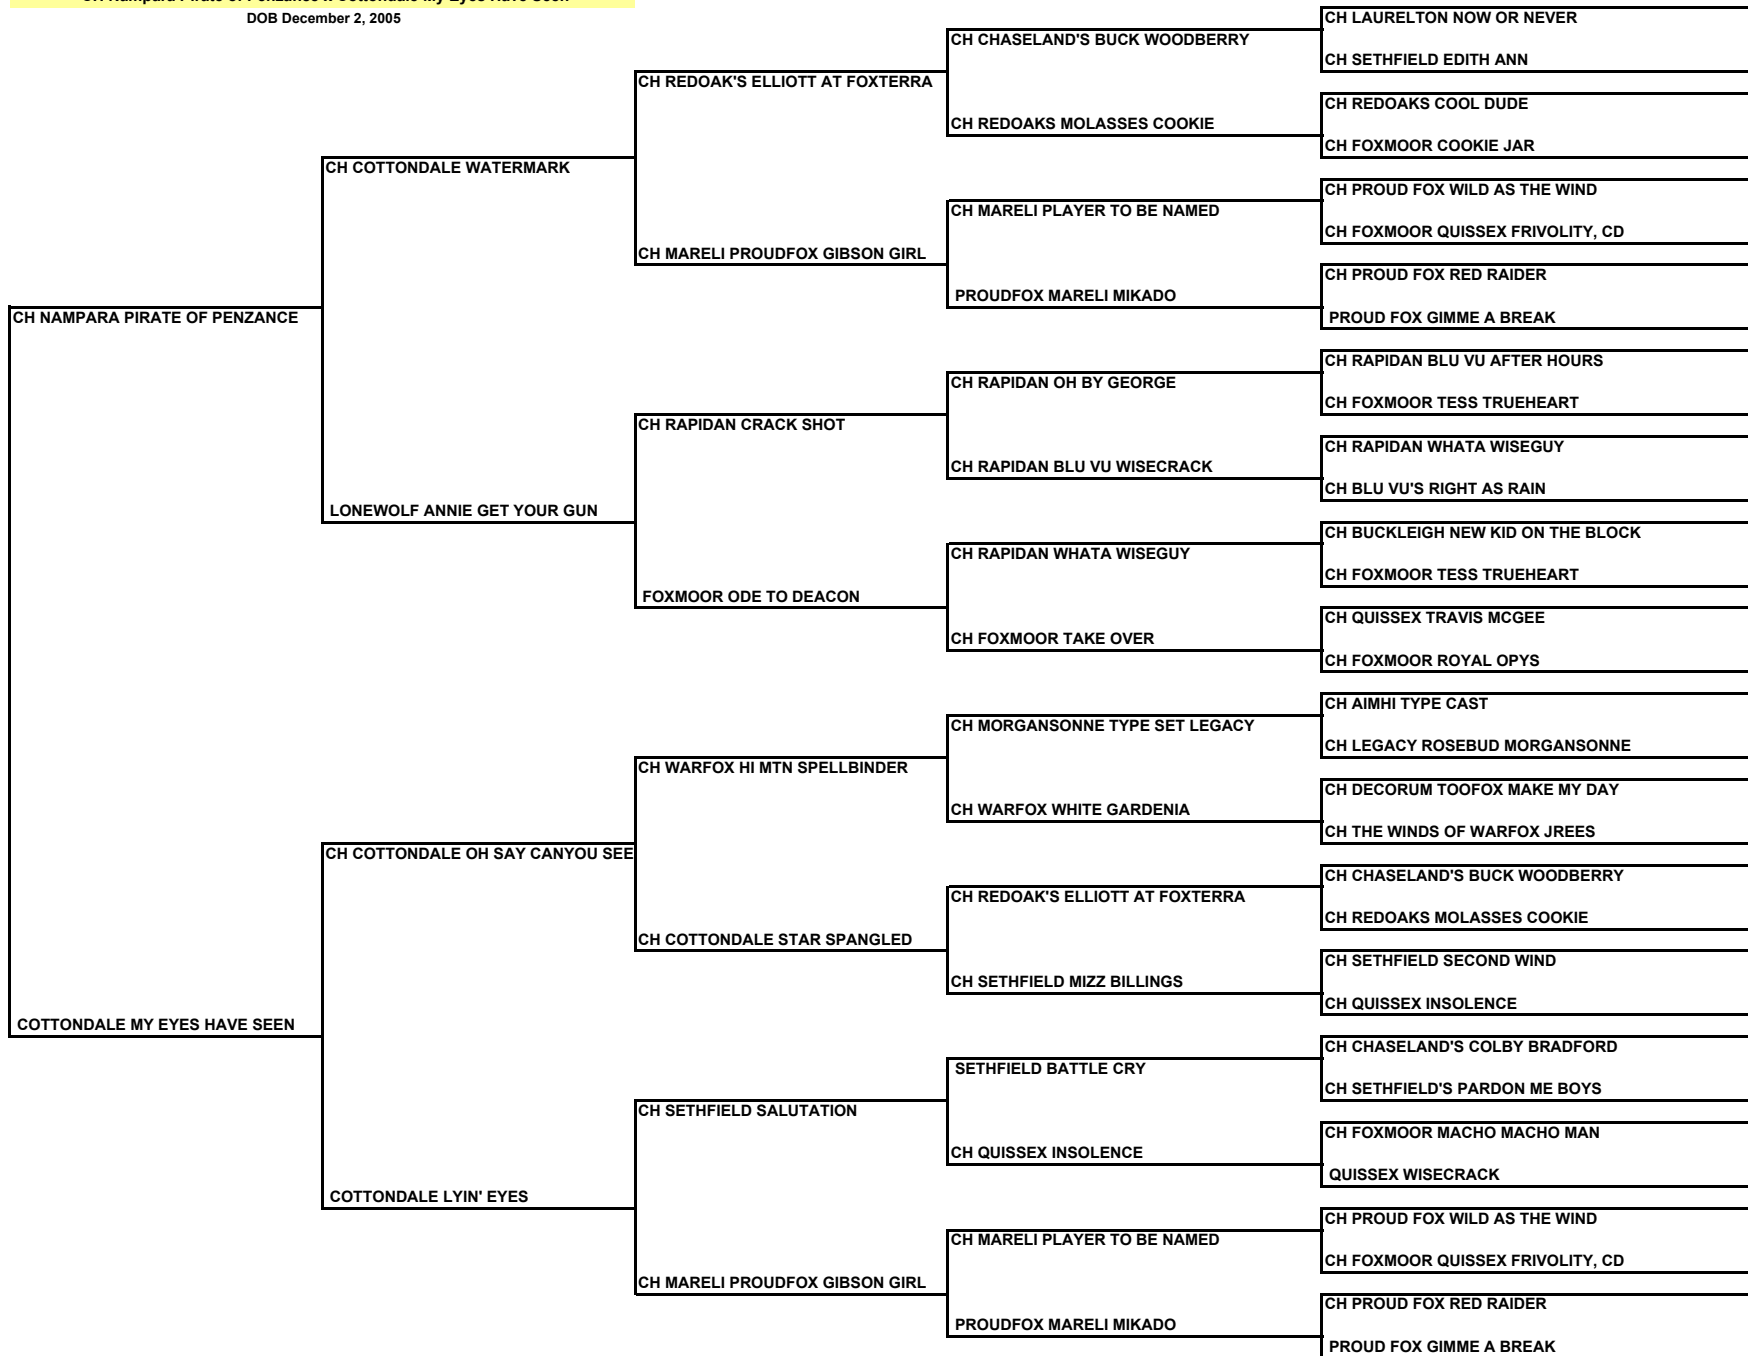 CH Nampara Pirate of Penzance x Cottondale My Eyes Have Seen
DOB December 2, 2005
CH LAURELTON NOW OR NEVER
CH CHASELAND'S BUCK WOODBERRY
CH SETHFIELD EDITH ANN
CH REDOAK'S ELLIOTT AT FOXTERRA
CH REDOAKS COOL DUDE
CH REDOAKS MOLASSES COOKIE
CH FOXMOOR COOKIE JAR
CH COTTONDALE WATERMARK
CH PROUD FOX WILD AS THE WIND
CH MARELI PLAYER TO BE NAMED
CH FOXMOOR QUISSEX FRIVOLITY, CD
CH MARELI PROUDFOX GIBSON GIRL
CH PROUD FOX RED RAIDER
PROUDFOX MARELI MIKADO
PROUD FOX GIMME A BREAK
CH NAMPARA PIRATE OF PENZANCE
CH RAPIDAN BLU VU AFTER HOURS
CH RAPIDAN OH BY GEORGE
CH FOXMOOR TESS TRUEHEART
CH RAPIDAN CRACK SHOT
CH RAPIDAN WHATA WISEGUY
CH RAPIDAN BLU VU WISECRACK
CH BLU VU'S RIGHT AS RAIN
LONEWOLF ANNIE GET YOUR GUN
CH BUCKLEIGH NEW KID ON THE BLOCK
CH RAPIDAN WHATA WISEGUY
CH FOXMOOR TESS TRUEHEART
FOXMOOR ODE TO DEACON
CH QUISSEX TRAVIS MCGEE
CH FOXMOOR TAKE OVER
CH FOXMOOR ROYAL OPYS
CH AIMHI TYPE CAST
CH MORGANSONNE TYPE SET LEGACY
CH LEGACY ROSEBUD MORGANSONNE
CH WARFOX HI MTN SPELLBINDER
CH DECORUM TOOFOX MAKE MY DAY
CH WARFOX WHITE GARDENIA
CH THE WINDS OF WARFOX JREES
CH COTTONDALE OH SAY CANYOU SEE
CH CHASELAND'S BUCK WOODBERRY
CH REDOAK'S ELLIOTT AT FOXTERRA
CH REDOAKS MOLASSES COOKIE
CH COTTONDALE STAR SPANGLED
CH SETHFIELD SECOND WIND
CH SETHFIELD MIZZ BILLINGS
CH QUISSEX INSOLENCE
COTTONDALE MY EYES HAVE SEEN
CH CHASELAND'S COLBY BRADFORD
SETHFIELD BATTLE CRY
CH SETHFIELD'S PARDON ME BOYS
CH SETHFIELD SALUTATION
CH FOXMOOR MACHO MACHO MAN
CH QUISSEX INSOLENCE
QUISSEX WISECRACK
COTTONDALE LYIN' EYES
CH PROUD FOX WILD AS THE WIND
CH MARELI PLAYER TO BE NAMED
CH FOXMOOR QUISSEX FRIVOLITY, CD
CH MARELI PROUDFOX GIBSON GIRL
CH PROUD FOX RED RAIDER
PROUDFOX MARELI MIKADO
PROUD FOX GIMME A BREAK